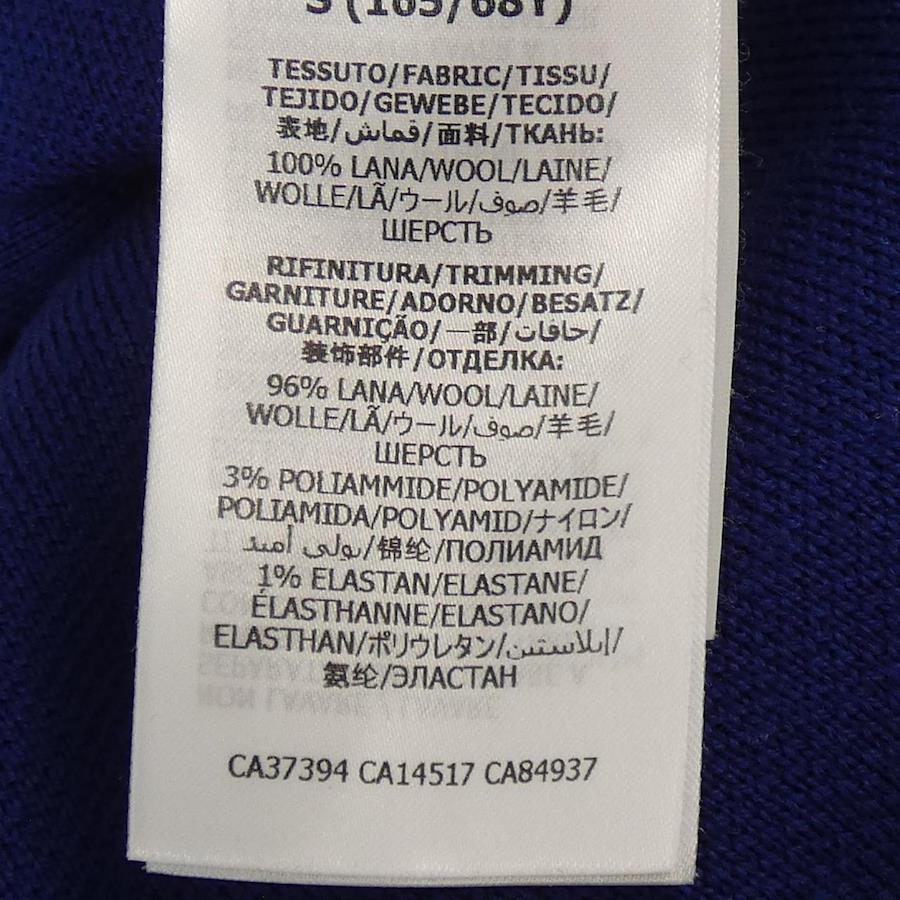 S (165/68Y)
TESSUTO/FABRIC/TISSU/
TEJIDO/GEWEBE/TECIDO/
表地/قماش/面料/ТКАНЬ:
100% LANA/WOOL/LAINE/
WOLLE/LÃ/ウール/صوف/羊毛/
ШЕРСТЬ
RIFINITURA/TRIMMING/
GARNITURE/ADORNO/BESATZ/
GUARNIÇÃO/一部/حافات/
装饰部件/ОТДЕЛКА:
96% LANA/WOOL/LAINE/
WOLLE/LÃ/ウール/صوف/羊毛/
ШЕРСТЬ
3% POLIAMMIDE/POLYAMIDE/
POLIAMIDA/POLYAMID/ナイロン/
بولي أميد/锦纶/ПОЛИАМИД
1% ELASTAN/ELASTANE/
ÉLASTHANNE/ELASTANO/
ELASTHAN/ポリウレタン/إيلاستين/
氨纶/ЭЛАСТАН
CA37394 CA14517 CA84937